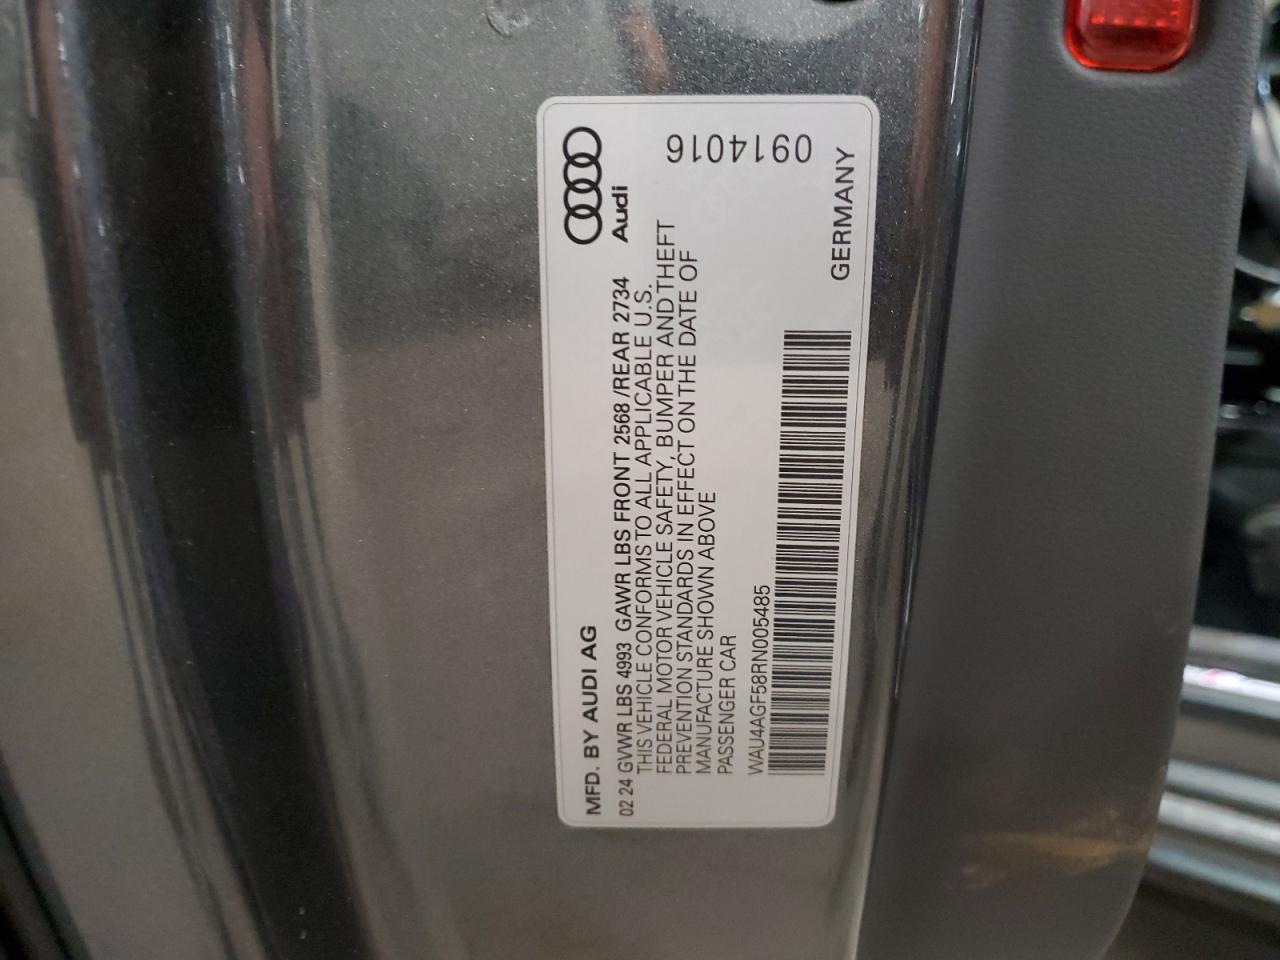 MFD. BY AUDI AG
02 24 GVWR LBS 4993 GAWR LBS FRONT 2568 /REAR 2734
THIS VEHICLE CONFORMS TO ALL APPLICABLE U.S.
FEDERAL MOTOR VEHICLE SAFETY, BUMPER AND THEFT
PREVENTION STANDARDS IN EFFECT ON THE DATE OF
MANUFACTURE SHOWN ABOVE
PASSENGER CAR
WAU4AGF58RN005485
Audi
0914016
GERMANY